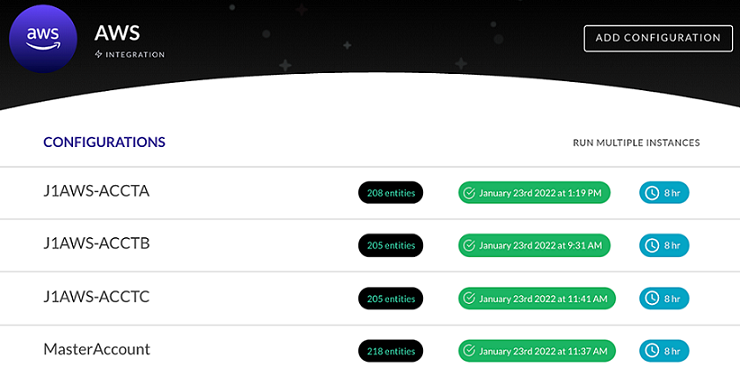 aws
AWS
INTEGRATION
ADD CONFIGURATION
CONFIGURATIONS
RUN MULTIPLE INSTANCES
J1AWS-ACCTA 208 entities January 23rd 2022 at 1:19 PM 8 hr
J1AWS-ACCTB 205 entities January 23rd 2022 at 9:31 AM 8 hr
J1AWS-ACCTC 205 entities January 23rd 2022 at 11:41 AM 8 hr
MasterAccount 218 entities January 23rd 2022 at 11:37 AM 8 hr